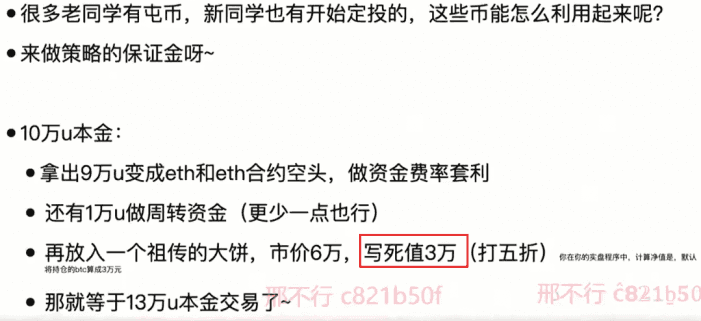 ● 很多老同学有屯币，新同学也有开始定投的，这些币能怎么利用起来呢？
● 来做策略的保证金呀~
● 10万u本金：
● 拿出9万u变成eth和eth合约空头，做资金费率套利
● 还有1万u做周转资金（更少一点也行）
● 再放入一个祖传的大饼，市价6万，写死值3万（打五折）你在你的实盘程序中，计算净值是，默认
将持仓的btc算成3万元
● 那就等于13万u本金交易了~
邢不行 c821b50f 邢不行 c821b50